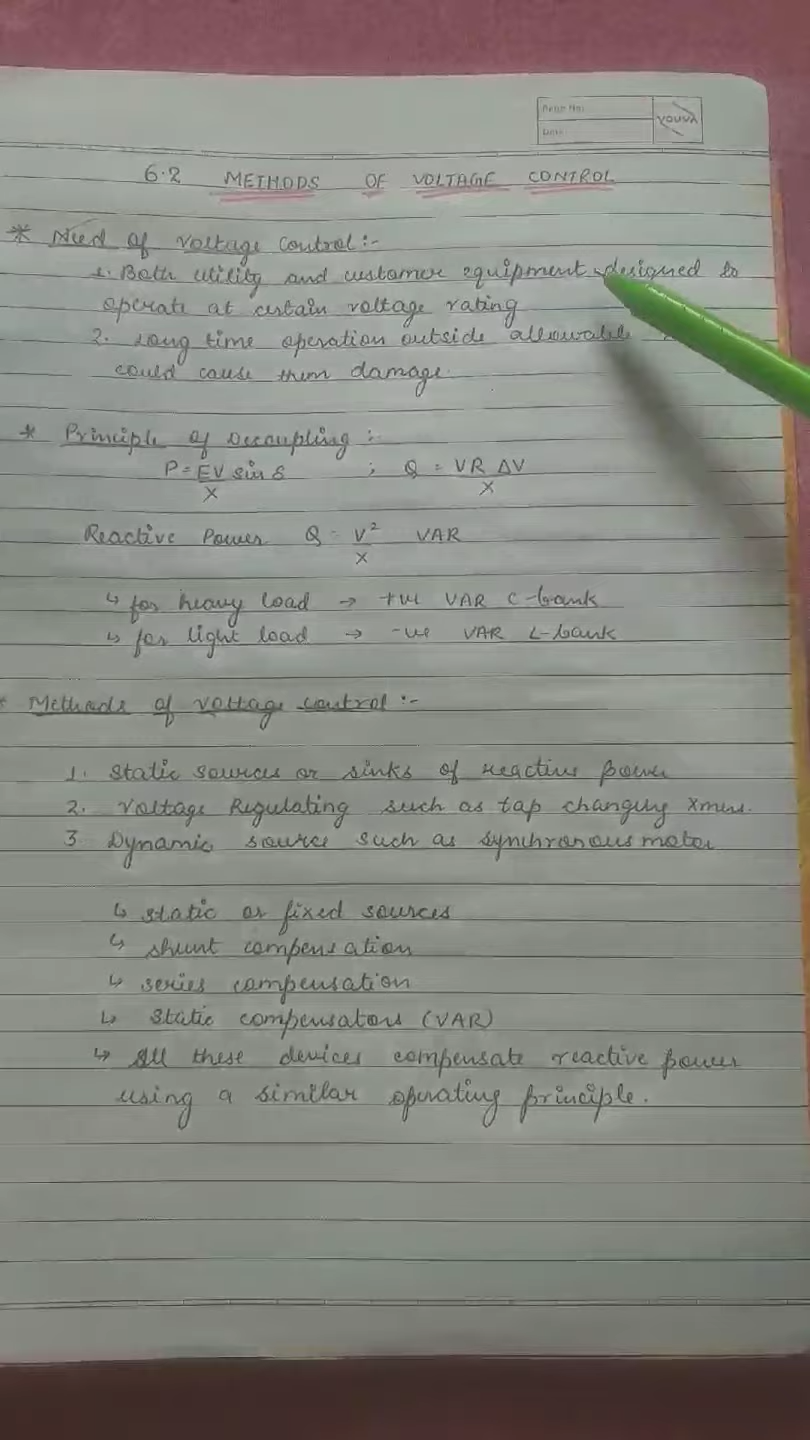 Page No:
Date:
YOUVA
6.2 METHODS OF VOLTAGE CONTROL
* Need of Voltage Control :-
1. Both utility and customer equipment designed to
operate at certain voltage rating
2. Long time operation outside allowable
could cause them damage.
* Principle of Decoupling :-
P = EV sin δ / X ; Q = VR ΔV / X
Reactive Power Q = V² / X VAR
↳ for heavy load → +ve VAR C-bank
↳ for light load → -ve VAR L-bank
* Methods of Voltage control :-
1. Static sources or sinks of reactive power
2. Voltage Regulating such as tap changing Xmers.
3 Dynamic source such as synchronous motor
↳ static or fixed sources
↳ shunt compensation
↳ series compensation
↳ Static compensators (VAR)
↳ All these devices compensate reactive power
using a similar operating principle.